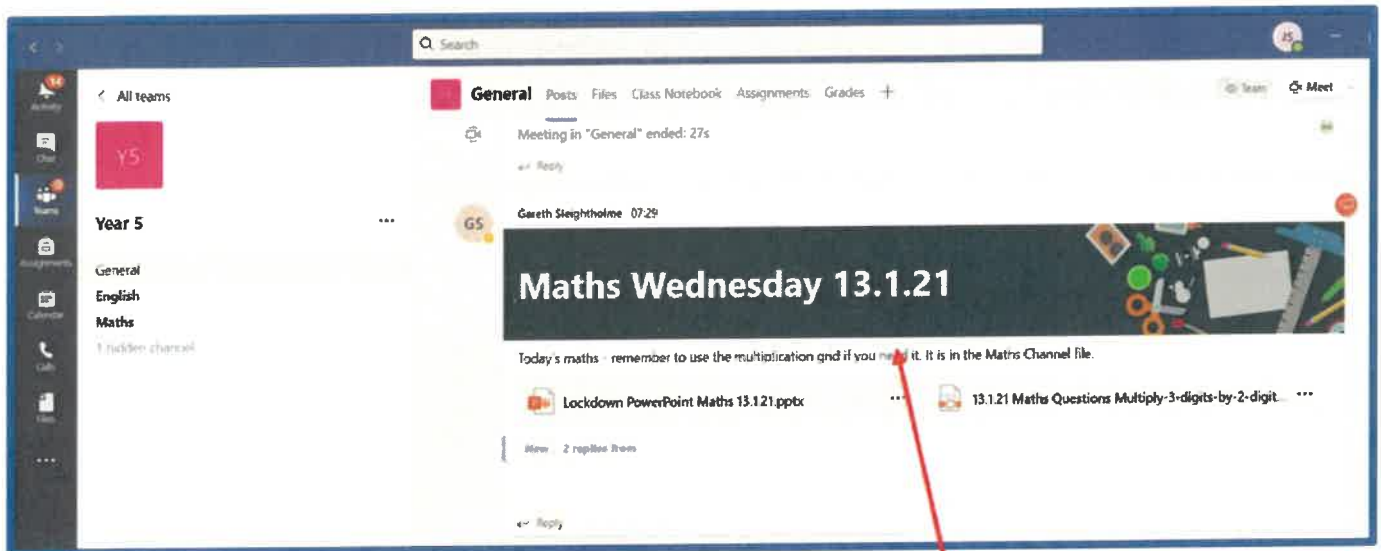 Search
JS
14
Activity
Chat
Teams
Assignments
Calendar
Calls
Files
All teams
Y5
Year 5
General
English
Maths
1 hidden channel
General Posts Files Class Notebook Assignments Grades +
Team Meet
Meeting in "General" ended: 27s
Reply
GS
Gareth Sleightholme 07:29
Maths Wednesday 13.1.21
Today's maths - remember to use the multiplication grid if you need it. It is in the Maths Channel file.
Lockdown PowerPoint Maths 13.1.21.pptx
13.1.21 Maths Questions Multiply-3-digits-by-2-digit...
New 2 replies from
Reply